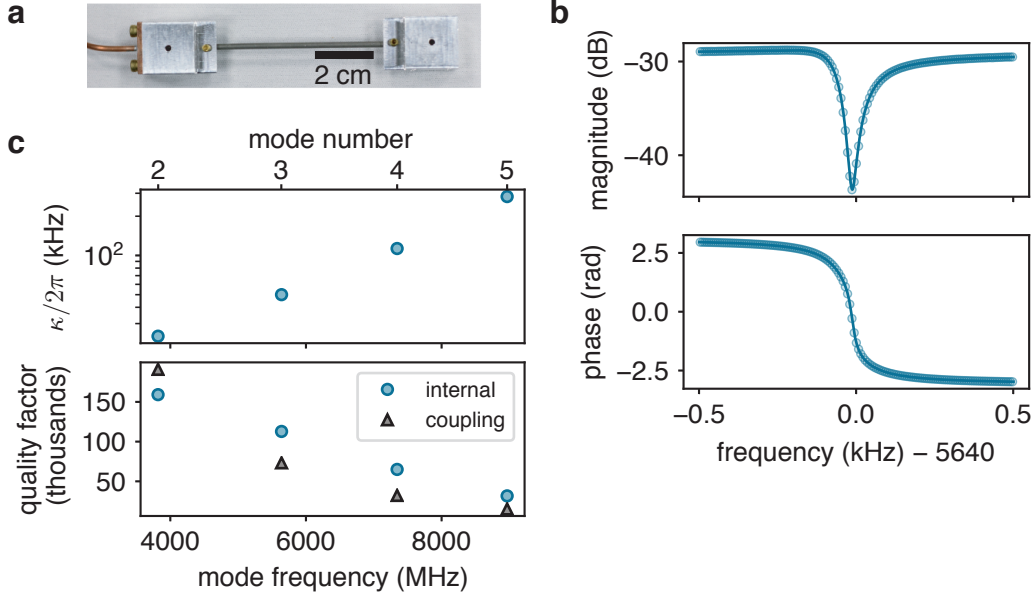 a
2 cm
b
magnitude (dB)
−30
−40
phase (rad)
2.5
0.0
−2.5
−0.5
0.0
0.5
frequency (kHz) − 5640
c
mode number
2
3
4
5
κ/2π (kHz)
10²
quality factor
(thousands)
150
100
50
internal
coupling
4000
6000
8000
mode frequency (MHz)